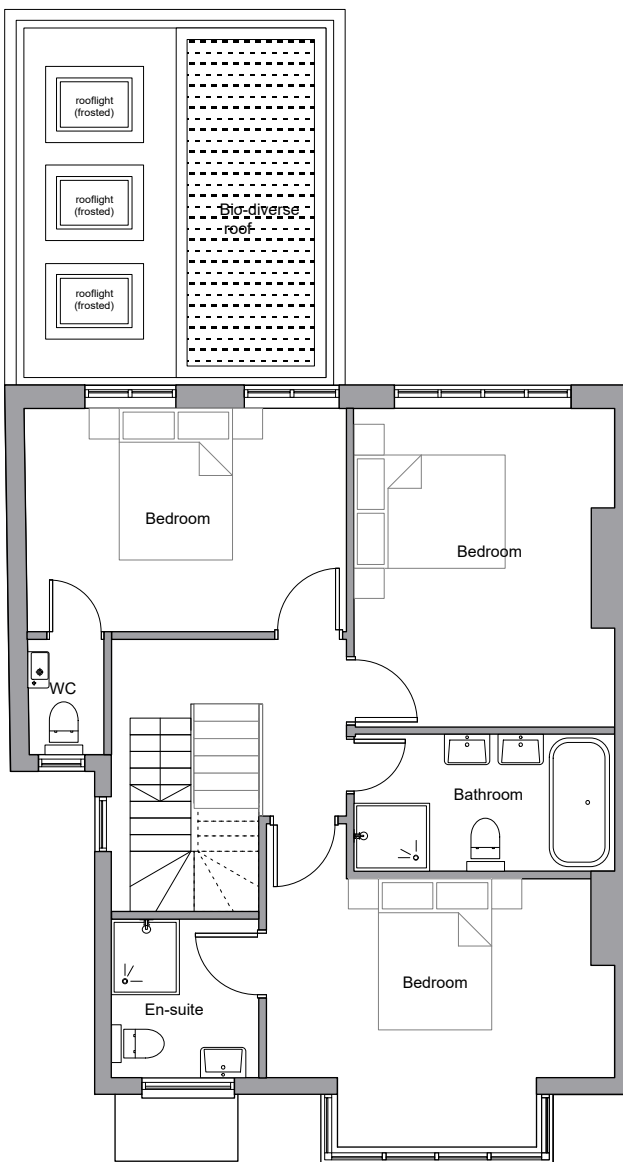 rooflight
(frosted)
rooflight
(frosted)
Bio-diverse
roof
rooflight
(frosted)
Bedroom
Bedroom
WC
Bathroom
Bedroom
En-suite